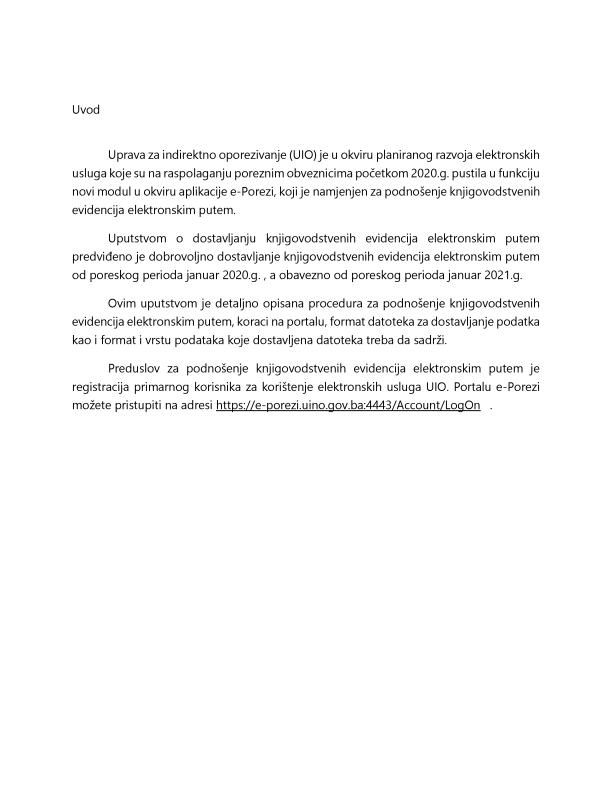 Uvod
Uprava za indirektno oporezivanje (UIO) je u okviru planiranog razvoja elektronskih
usluga koje su na raspolaganju poreznim obveznicima početkom 2020.g. pustila u funkciju
novi modul u okviru aplikacije e-Porezi, koji je namjenjen za podnošenje knjigovodstvenih
evidencija elektronskim putem.
Uputstvom o dostavljanju knjigovodstvenih evidencija elektronskim putem
predviđeno je dobrovoljno dostavljanje knjigovodstvenih evidencija elektronskim putem
od poreskog perioda januar 2020.g. , a obavezno od poreskog perioda januar 2021.g.
Ovim uputstvom je detaljno opisana procedura za podnošenje knjigovodstvenih
evidencija elektronskim putem, koraci na portalu, format datoteka za dostavljanje podatka
kao i format i vrstu podataka koje dostavljena datoteka treba da sadrži.
Preduslov za podnošenje knjigovodstvenih evidencija elektronskim putem je
registracija primarnog korisnika za korištenje elektronskih usluga UIO. Portalu e-Porezi
možete pristupiti na adresi https://e-porezi.uino.gov.ba:4443/Account/LogOn .